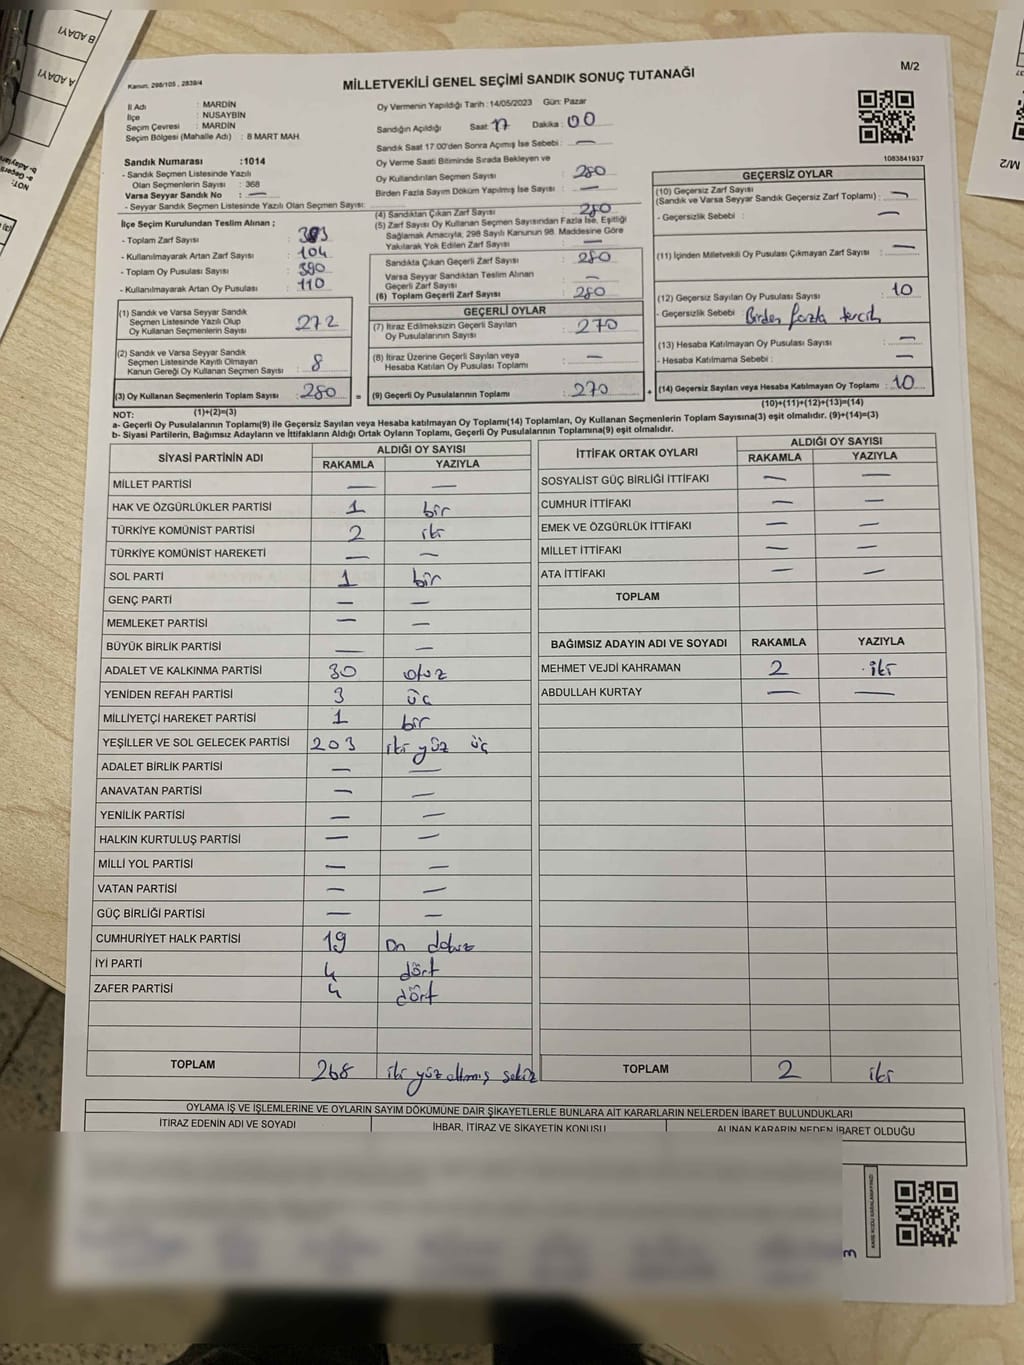 B ADAYI
A ADAYI
Kanun: 298/105 , 2839/4
MİLLETVEKİLİ GENEL SEÇİMİ SANDIK SONUÇ TUTANAĞI
M/2
İl Adı : MARDİN
İlçe : NUSAYBİN
Seçim Çevresi : MARDİN
Seçim Bölgesi (Mahalle Adı) : 8 MART MAH.
Oy Vermenin Yapıldığı Tarih : 14/05/2023 Gün: Pazar
Sandığın Açıldığı Saat: 17 Dakika : 00
Sandık Saat 17.00'den Sonra Açılmış İse Sebebi : —
Oy Verme Saati Bitiminde Sırada Bekleyen ve
Oy Kullandırılan Seçmen Sayısı : 280
Birden Fazla Sayım Döküm Yapılmış İse Sayısı : —
1083841937
Sandık Numarası :1014
- Sandık Seçmen Listesinde Yazılı
Olan Seçmenlerin Sayısı : 368
Varsa Seyyar Sandık No : —
- Seyyar Sandık Seçmen Listesinde Yazılı Olan Seçmen Sayısı:
İlçe Seçim Kurulundan Teslim Alınan ;
- Toplam Zarf Sayısı :
- Kullanılmayarak Artan Zarf Sayısı : 104
- Toplam Oy Pusulası Sayısı : 390
- Kullanılmayarak Artan Oy Pusulası : 110
(1) Sandık ve Varsa Seyyar Sandık
Seçmen Listesinde Yazılı Olup
Oy Kullanan Seçmenlerin Sayısı : 272
(2) Sandık ve Varsa Seyyar Sandık
Seçmen Listesinde Kayıtlı Olmayan
Kanun Gereği Oy Kullanan Seçmen Sayısı : 8
(3) Oy Kullanan Seçmenlerin Toplam Sayısı : 280 =
(1)+(2)=(3)
(4) Sandıktan Çıkan Zarf Sayısı : 280
(5) Zarf Sayısı Oy Kullanan Seçmen Sayısından Fazla İse, Eşitliği
Sağlamak Amacıyla, 298 Sayılı Kanunun 98. Maddesine Göre
Yakılarak Yok Edilen Zarf Sayısı : —
Sandıkta Çıkan Geçerli Zarf Sayısı : 280
Varsa Seyyar Sandıktan Teslim Alınan
Geçerli Zarf Sayısı : —
(6) Toplam Geçerli Zarf Sayısı : 280
GEÇERLİ OYLAR
(7) İtiraz Edilmeksizin Geçerli Sayılan
Oy Pusulalarının Sayısı : 270
(8) İtiraz Üzerine Geçerli Sayılan veya
Hesaba Katılan Oy Pusulaları Toplamı : —
(9) Geçerli Oy Pusulalarının Toplamı : 270 +
GEÇERSİZ OYLAR
(10) Geçersiz Zarf Sayısı
(Sandık ve Varsa Seyyar Sandık Geçersiz Zarf Toplamı) : —
- Geçersizlik Sebebi : —
(11) İçinden Milletvekili Oy Pusulası Çıkmayan Zarf Sayısı : —
(12) Geçersiz Sayılan Oy Pusulası Sayısı : 10
- Geçersizlik Sebebi : Birden fazla tercih
(13) Hesaba Katılmayan Oy Pusulası Sayısı : —
- Hesaba Katılmama Sebebi : —
(14) Geçersiz Sayılan veya Hesaba Katılmayan Oy Toplamı : 10
(10)+(11)+(12)+(13)=(14)
NOT:
a- Geçerli Oy Pusulalarının Toplamı(9) ile Geçersiz Sayılan veya Hesaba katılmayan Oy Toplamı(14) Toplamları, Oy Kullanan Seçmenlerin Toplam Sayısına(3) eşit olmalıdır. (9)+(14)=(3)
b- Siyasi Partilerin, Bağımsız Adayların ve İttifakların Aldığı Ortak Oyların Toplamı, Geçerli Oy Pusulalarının Toplamına(9) eşit olmalıdır.
SİYASİ PARTİNİN ADI ALDIĞI OY SAYISI
RAKAMLA YAZIYLA
MİLLET PARTİSİ — —
HAK VE ÖZGÜRLÜKLER PARTİSİ 1 bir
TÜRKİYE KOMÜNİST PARTİSİ 2 iki
TÜRKİYE KOMÜNİST HAREKETİ — —
SOL PARTİ 1 bir
GENÇ PARTİ — —
MEMLEKET PARTİSİ — —
BÜYÜK BİRLİK PARTİSİ — —
ADALET VE KALKINMA PARTİSİ 30 otuz
YENİDEN REFAH PARTİSİ 3 üç
MİLLİYETÇİ HAREKET PARTİSİ 1 bir
YEŞİLLER VE SOL GELECEK PARTİSİ 203 iki yüz üç
ADALET BİRLİK PARTİSİ — —
ANAVATAN PARTİSİ — —
YENİLİK PARTİSİ — —
HALKIN KURTULUŞ PARTİSİ — —
MİLLİ YOL PARTİSİ — —
VATAN PARTİSİ — —
GÜÇ BİRLİĞİ PARTİSİ — —
CUMHURİYET HALK PARTİSİ 19 On dokuz
İYİ PARTİ 4 dört
ZAFER PARTİSİ 4 dört
TOPLAM 268 iki yüz altmış sekiz
İTTİFAK ORTAK OYLARI ALDIĞI OY SAYISI
RAKAMLA YAZIYLA
SOSYALİST GÜÇ BİRLİĞİ İTTİFAKI — —
CUMHUR İTTİFAKI — —
EMEK VE ÖZGÜRLÜK İTTİFAKI — —
MİLLET İTTİFAKI — —
ATA İTTİFAKI — —
TOPLAM
BAĞIMSIZ ADAYIN ADI VE SOYADI RAKAMLA YAZIYLA
MEHMET VEJDİ KAHRAMAN 2 iki
ABDULLAH KURTAY — —
TOPLAM 2 iki
OYLAMA İŞ VE İŞLEMLERİNE VE OYLARIN SAYIM DÖKÜMÜNE DAİR ŞİKAYETLERLE BUNLARA AİT KARARLARIN NELERDEN İBARET BULUNDUKLARI
İTİRAZ EDENİN ADI VE SOYADI İHBAR, İTİRAZ VE ŞİKAYETİN KONUSU ALINAN KARARIN NEDEN İBARET OLDUĞU
KARE KODU KARALAMAYINIZ!